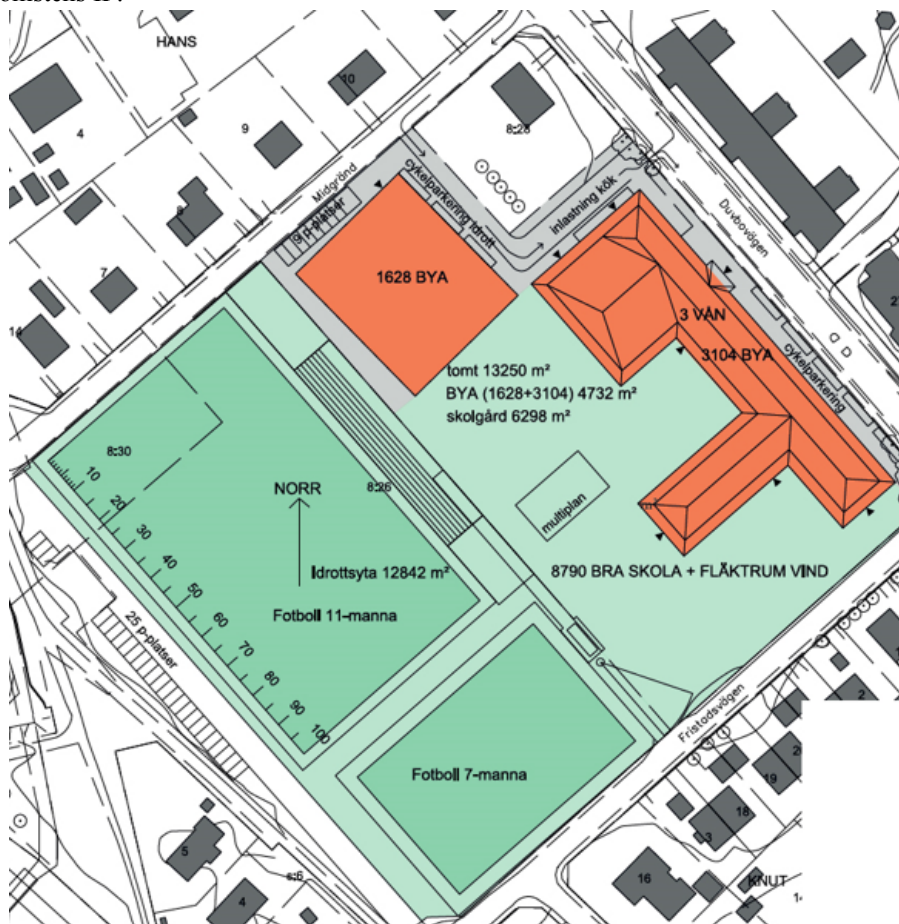 HANS
10
4
9
8:28
Midgränd
cykelparkering Idrott
inlastning kök
9 p-platser
8
7
14
Duvbovägen
27
1628 BYA
3 VÅN
3104 BYA
cykelparkering
tomt 13250 m²
BYA (1628+3104) 4732 m²
skolgård 6298 m²
8:30
8:26
NORR
multiplan
Idrottsyta 12842 m²
8790 BRA SKOLA + FLÄKTRUM VIND
Fotboll 11-manna
10
20
30
40
50
60
70
80
90
100
25 p-platser
Fristadsvägen
Fotboll 7-manna
2
19
18
3
5
s:6
4
16
KNUT